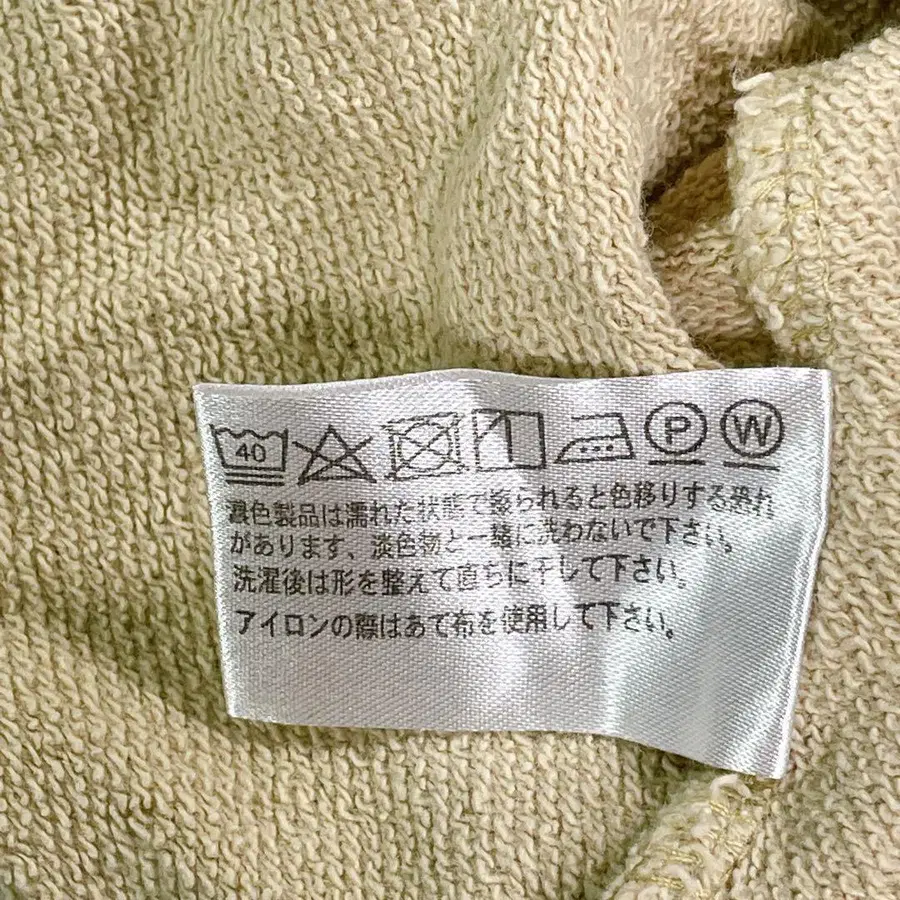 40 P W
濃色製品は濡れた状態で擦られると色移りする恐れ
があります、淡色物と一緒に洗わないで下さい。
洗濯後は形を整えて直ちに干して下さい。
アイロンの際はあて布を使用して下さい。